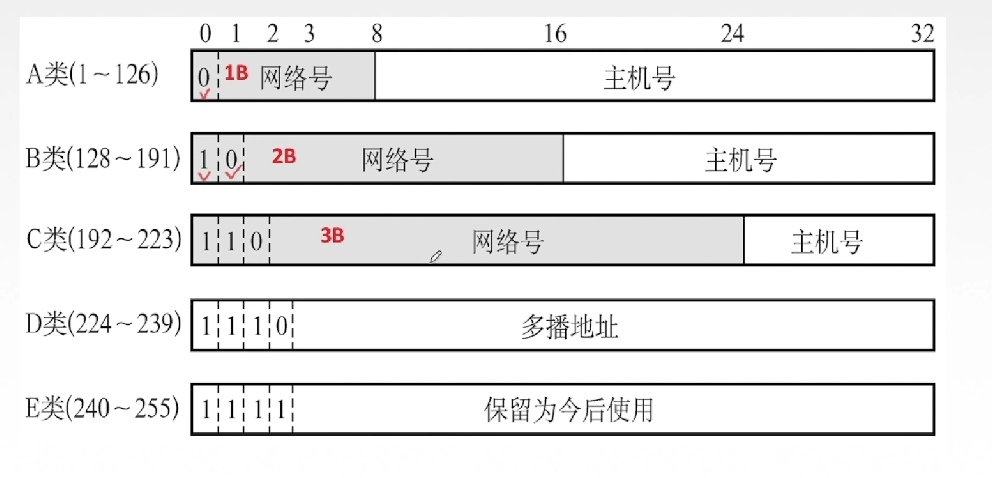 0 1 2 3 8 16 24 32
A类(1~126) 0 1B 网络号 主机号
B类(128~191) 1 0 2B 网络号 主机号
C类(192~223) 1 1 0 3B 网络号 主机号
D类(224~239) 1 1 1 0 多播地址
E类(240~255) 1 1 1 1 保留为今后使用